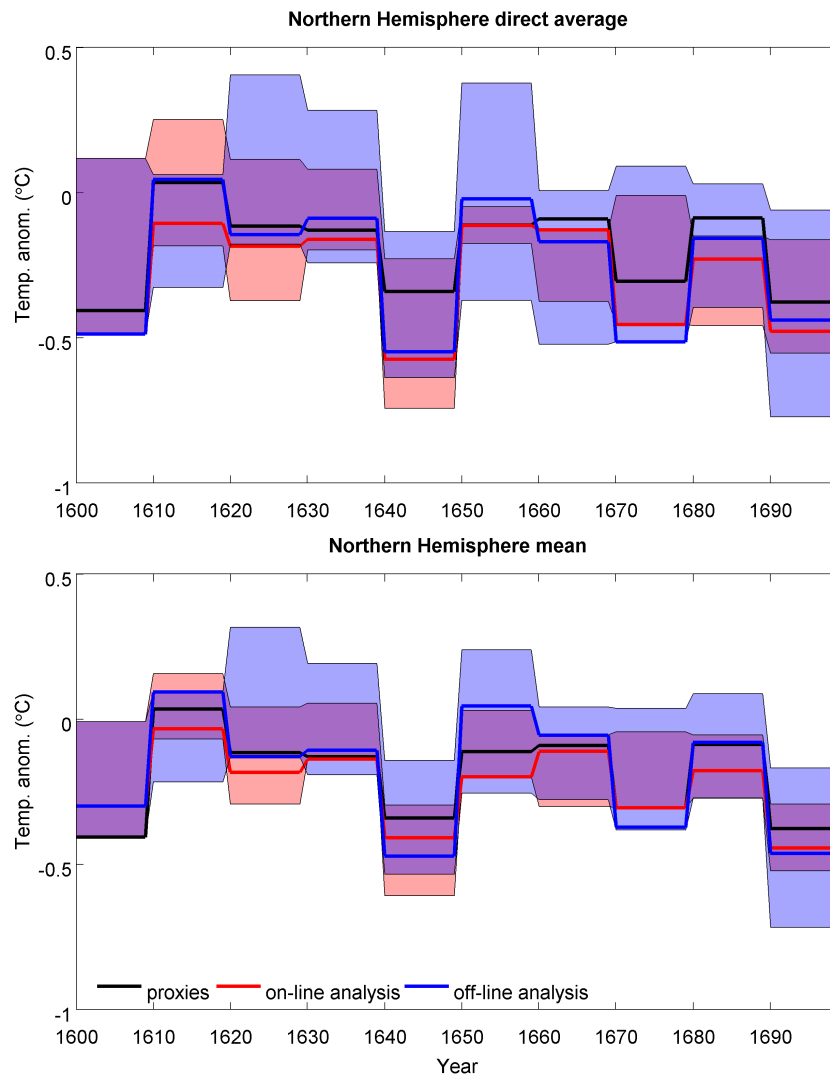 Northern Hemisphere direct average
0.5
0
-0.5
-1
Temp. anom. (°C)
1600 1610 1620 1630 1640 1650 1660 1670 1680 1690
Northern Hemisphere mean
0.5
0
-0.5
-1
Temp. anom. (°C)
proxies on-line analysis off-line analysis
1600 1610 1620 1630 1640 1650 1660 1670 1680 1690
Year